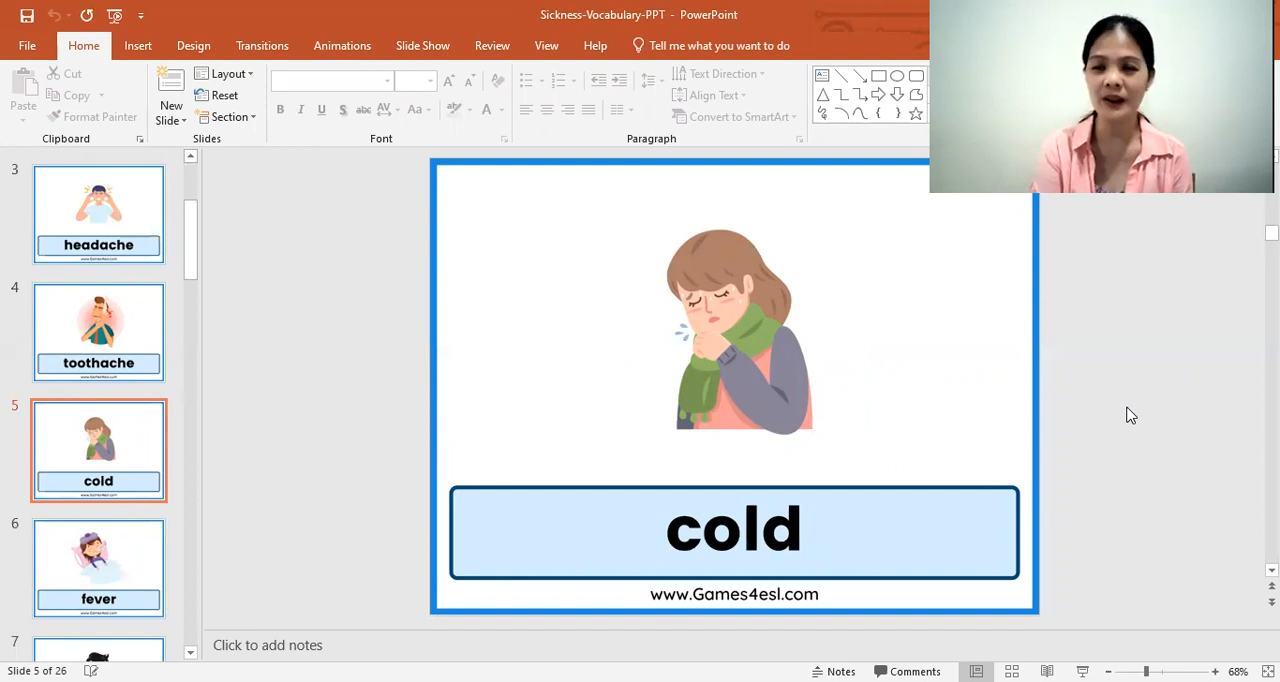 Sickness-Vocabulary-PPT - PowerPoint
File Home Insert Design Transitions Animations Slide Show Review View Help Tell me what you want to do
Paste
Cut
Copy
Format Painter
Clipboard
New
Slide
Layout
Reset
Section
Slides
B I U S abc AV Aa A
Font
Text Direction
Align Text
Convert to SmartArt
Paragraph
3
headache
4
toothache
5
cold
6
fever
7
cold
www.Games4esl.com
Click to add notes
Slide 5 of 26
Notes
Comments
68%